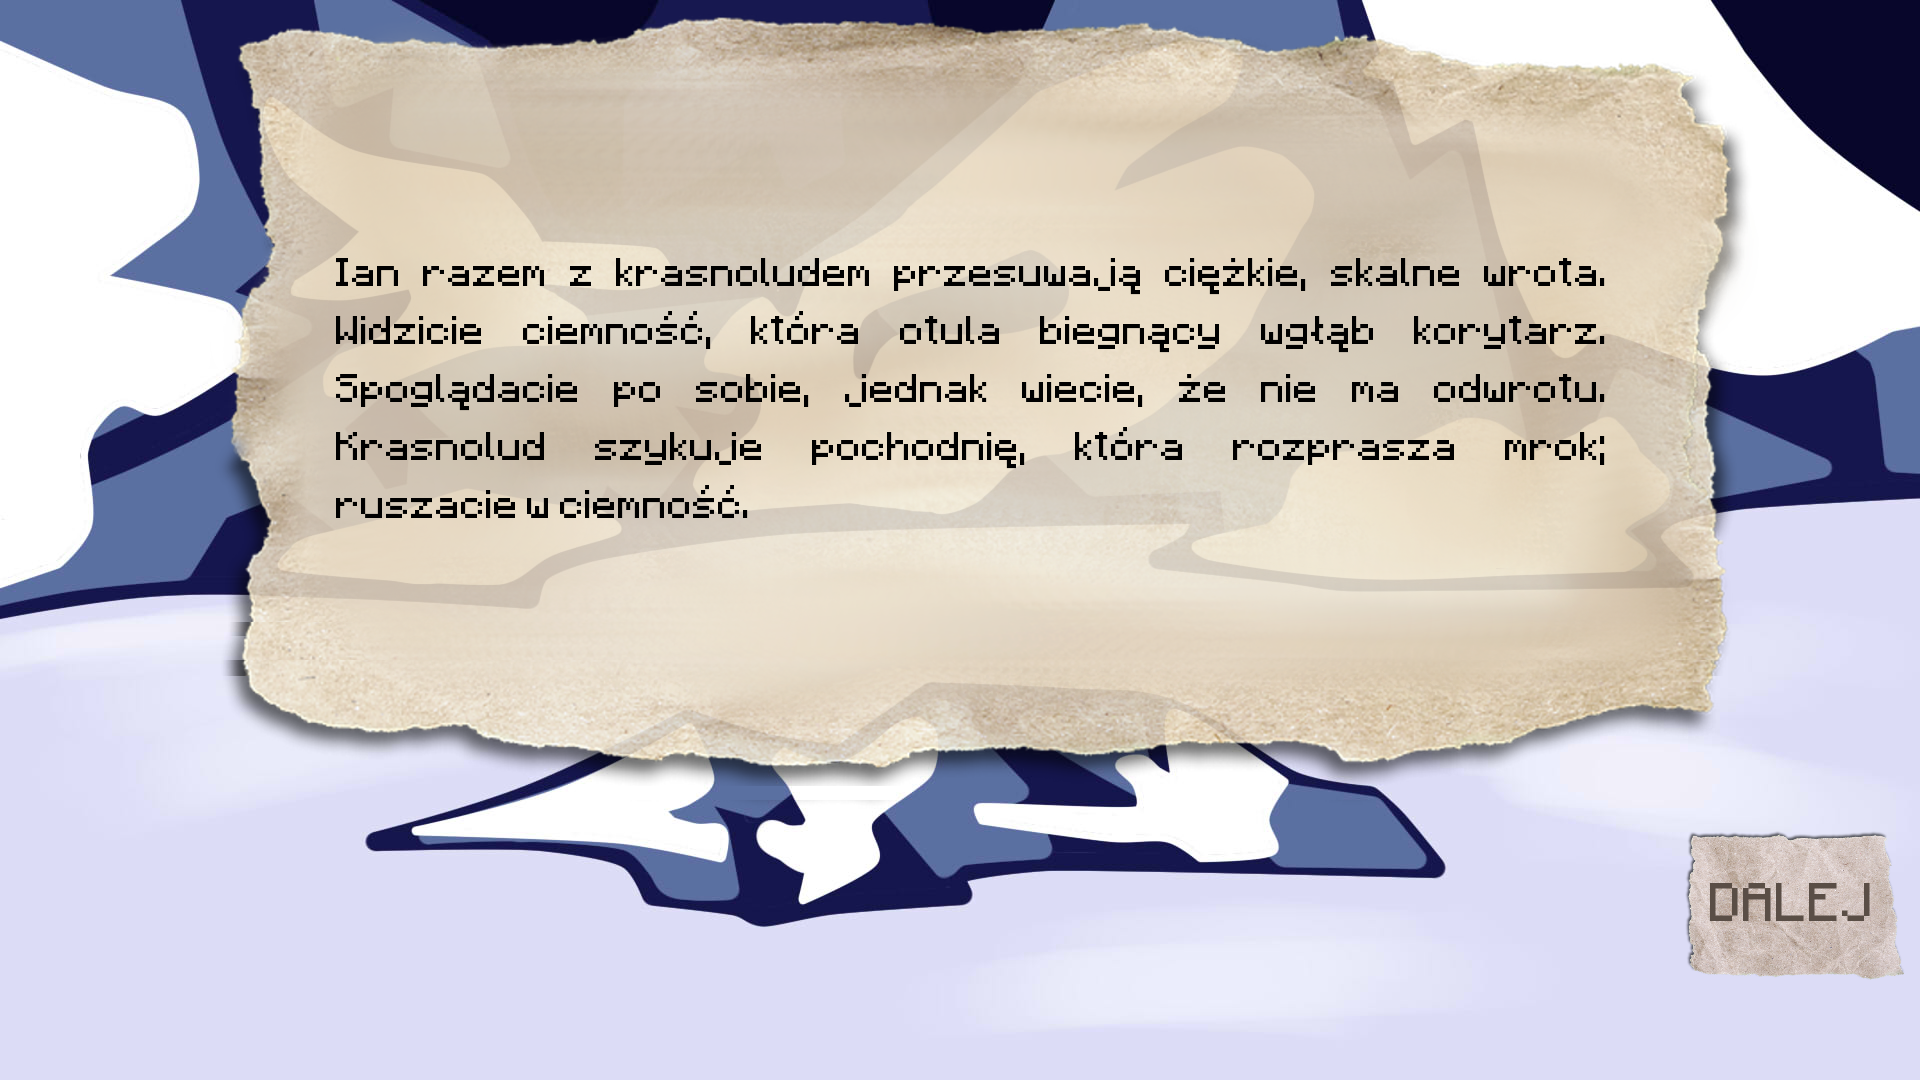 Ian razem z krasnoludem przesuwają ciężkie, skalne wrota.
Widzicie ciemność, która otula biegnący wgłąb korytarz.
Spoglądacie po sobie, jednak wiecie, że nie ma odwrotu.
Krasnolud szykuje pochodnię, która rozprasza mrok;
ruszacie w ciemność.
DALEJ